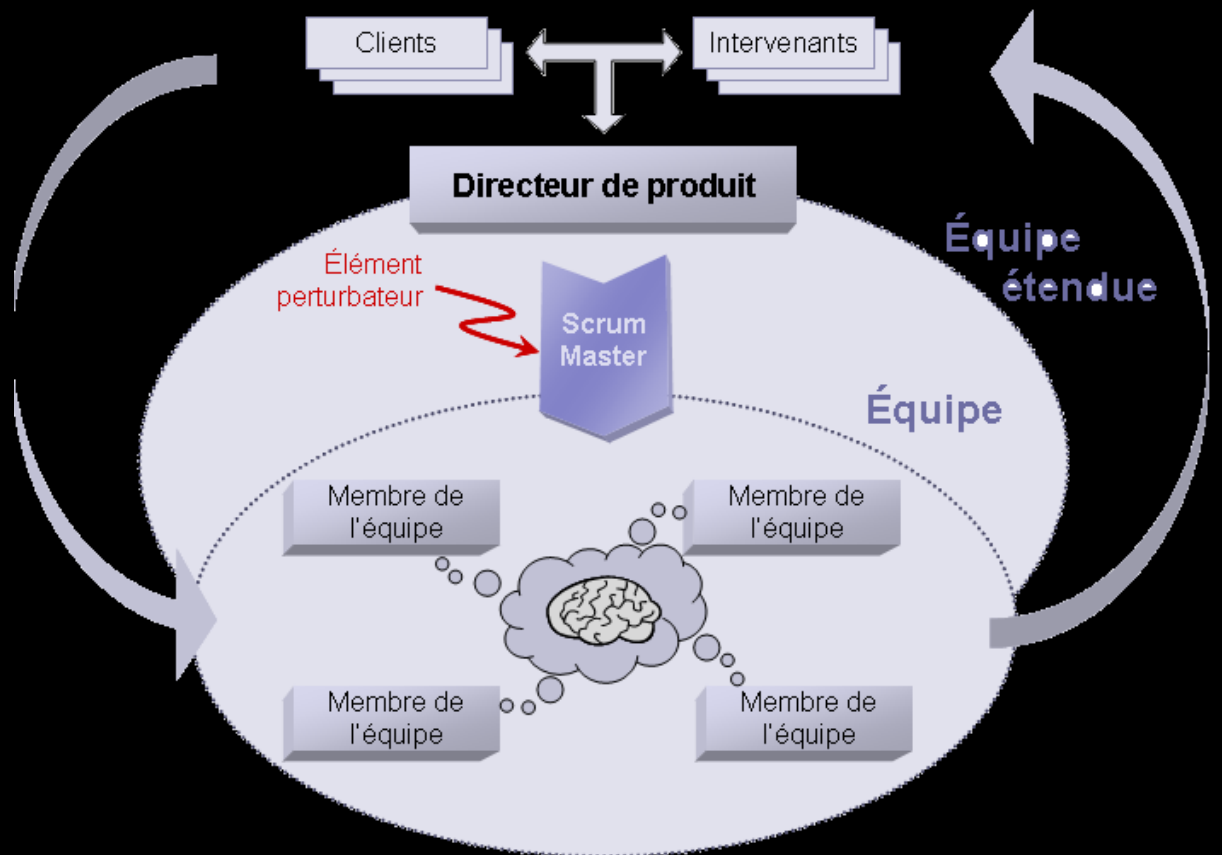 Clients
Intervenants
Directeur de produit
Élément
perturbateur
Scrum
Master
Équipe
étendue
Équipe
Membre de
l'équipe
Membre de
l'équipe
Membre de
l'équipe
Membre de
l'équipe